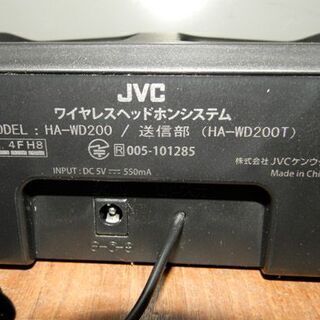 JVC
ワイヤレスヘッドホンシステム
ODEL : HA-WD200 / 送信部 (HA-WD200T)
. 4FH8
R 005-101285
株式会社JVCケンウッ
INPUT : DC 5V 550mA
Made in Chi